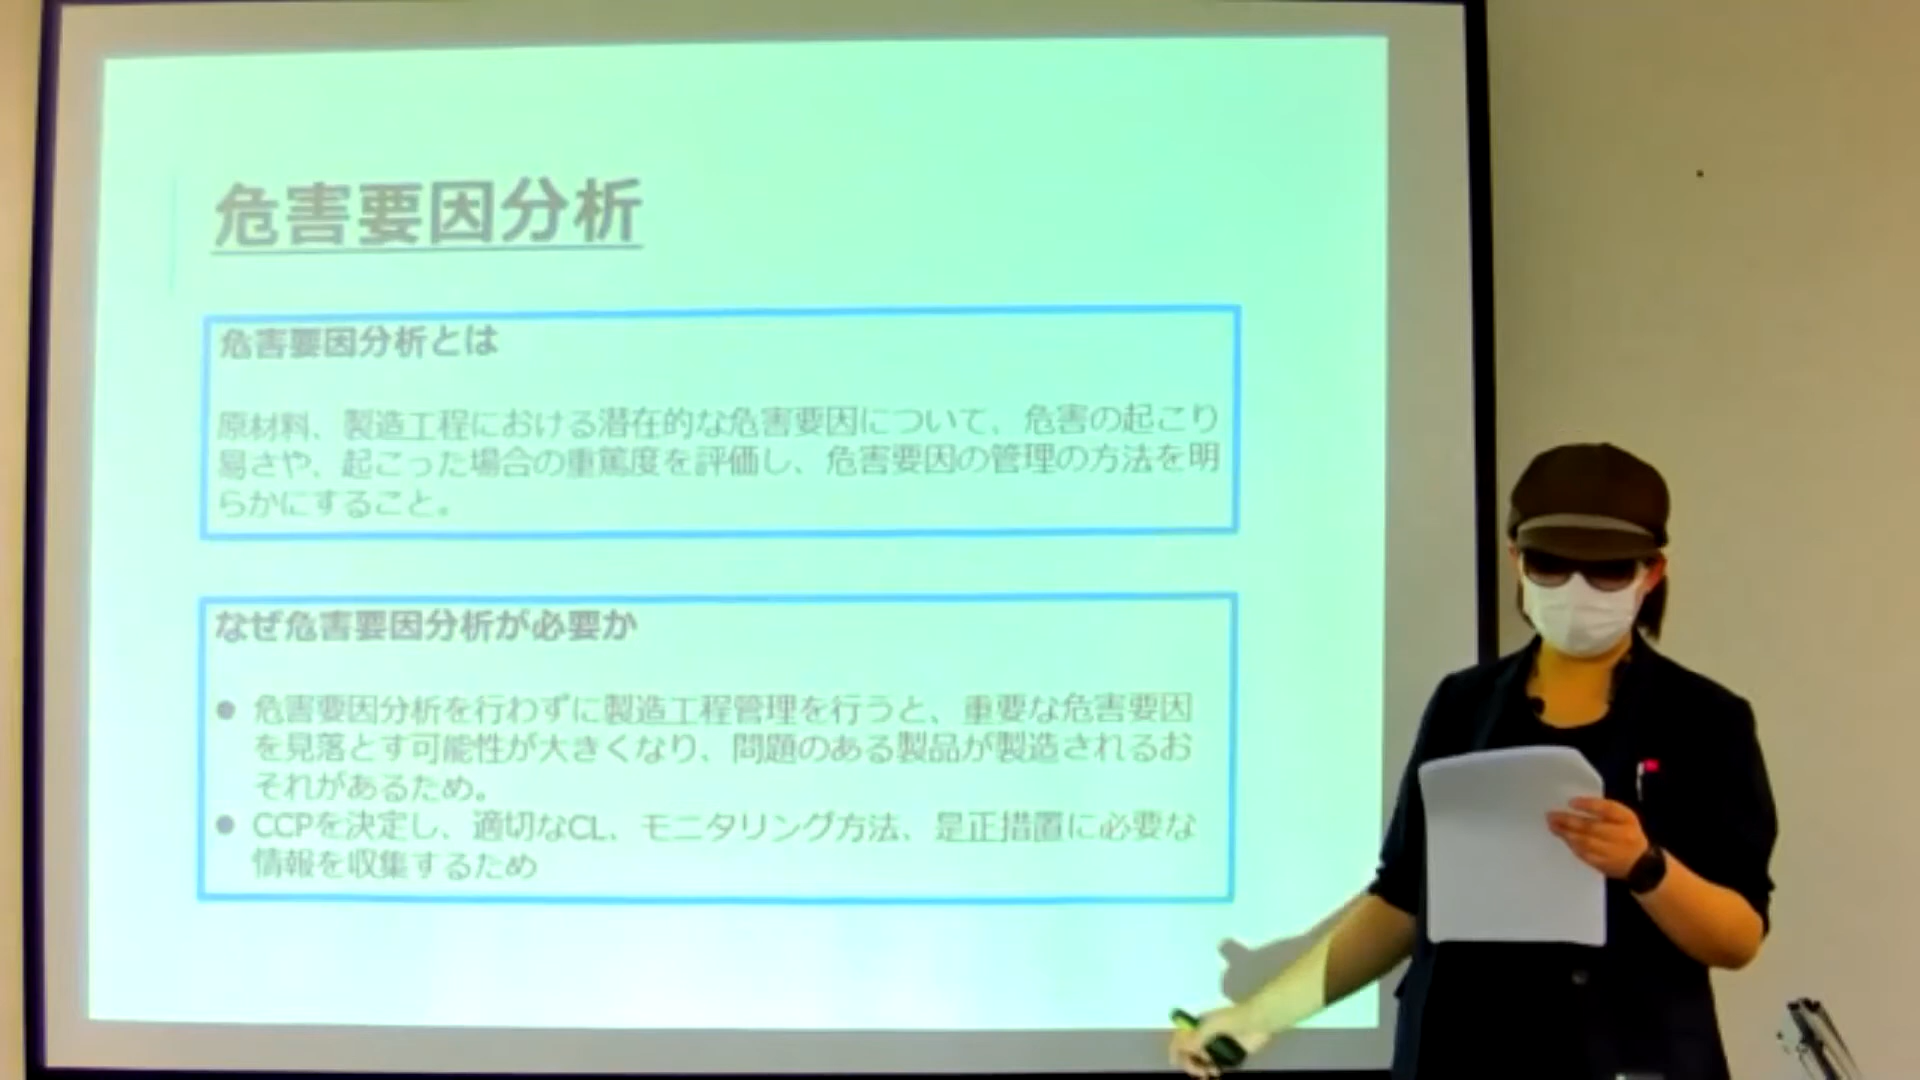 危害要因分析
危害要因分析とは
原材料、製造工程における潜在的な危害要因について、危害の起こり
易さや、起こった場合の重篤度を評価し、危害要因の管理の方法を明
らかにすること。
なぜ危害要因分析が必要か
● 危害要因分析を行わずに製造工程管理を行うと、重要な危害要因
を見落とす可能性が大きくなり、問題のある製品が製造されるお
それがあるため。
● CCPを決定し、適切なCL、モニタリング方法、是正措置に必要な
情報を収集するため